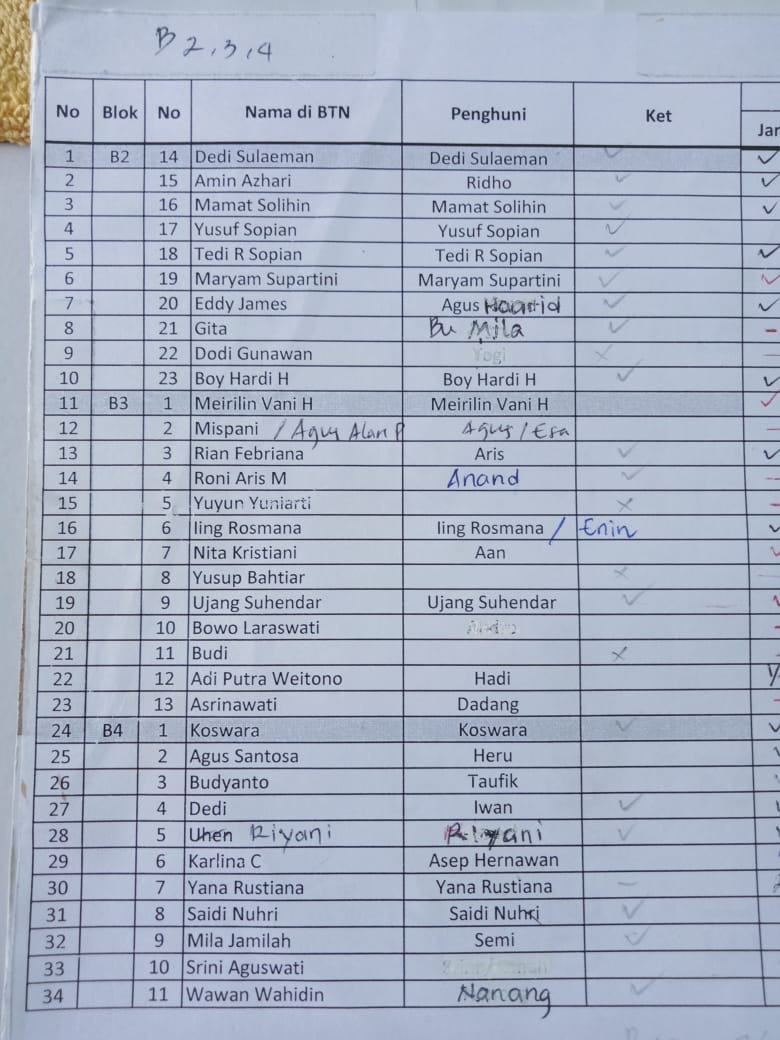 B 2,3,4
No Blok No Nama di BTN Penghuni Ket
Jar
1 B2 14 Dedi Sulaeman Dedi Sulaeman ✓ ✓
2 15 Amin Azhari Ridho ✓ ✓
3 16 Mamat Solihin Mamat Solihin ✓ ✓
4 17 Yusuf Sopian Yusuf Sopian ✓
5 18 Tedi R Sopian Tedi R Sopian ✓ ✓
6 19 Maryam Supartini Maryam Supartini ✓ ✓
7 20 Eddy James Agus ✓ ✓
8 21 Gita Bu Mila ✓ -
9 22 Dodi Gunawan Yogi x
10 23 Boy Hardi H Boy Hardi H ✓ ✓
11 B3 1 Meirilin Vani H Meirilin Vani H ✓
12 2 Mispani / Agus Alan P Agus / Esa -
13 3 Rian Febriana Aris ✓ ✓
14 4 Roni Aris M Anand ✓ -
15 5 Yuyun Yuniarti x -
16 6 Iing Rosmana Iing Rosmana / Enin ✓
17 7 Nita Kristiani Aan ✓
18 8 Yusup Bahtiar x
19 9 Ujang Suhendar Ujang Suhendar ✓ ✓
20 10 Bowo Laraswati -
21 11 Budi x -
22 12 Adi Putra Weitono Hadi
23 13 Asrinawati Dadang -
24 B4 1 Koswara Koswara ✓ ✓
25 2 Agus Santosa Heru
26 3 Budyanto Taufik
27 4 Dedi Iwan ✓
28 5 Uhen Riyani Riyani ✓
29 6 Karlina C Asep Hernawan
30 7 Yana Rustiana Yana Rustiana -
31 8 Saidi Nuhri Saidi Nuhri ✓
32 9 Mila Jamilah Semi ✓
33 10 Srini Aguswati
34 11 Wawan Wahidin Nanang ✓